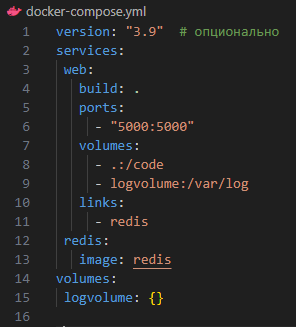 docker-compose.yml
1 version: "3.9" # опционально
2 services:
3 web:
4 build: .
5 ports:
6 - "5000:5000"
7 volumes:
8 - .:/code
9 - logvolume:/var/log
10 links:
11 - redis
12 redis:
13 image: redis
14 volumes:
15 logvolume: {}
16